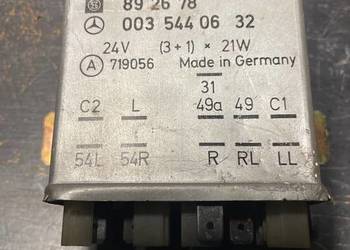 89 26 78
003 544 06 32
24V (3+1) × 21W
A 719056 Made in Germany
31
C2 L 49a 49 C1
54L 54R R RL LL